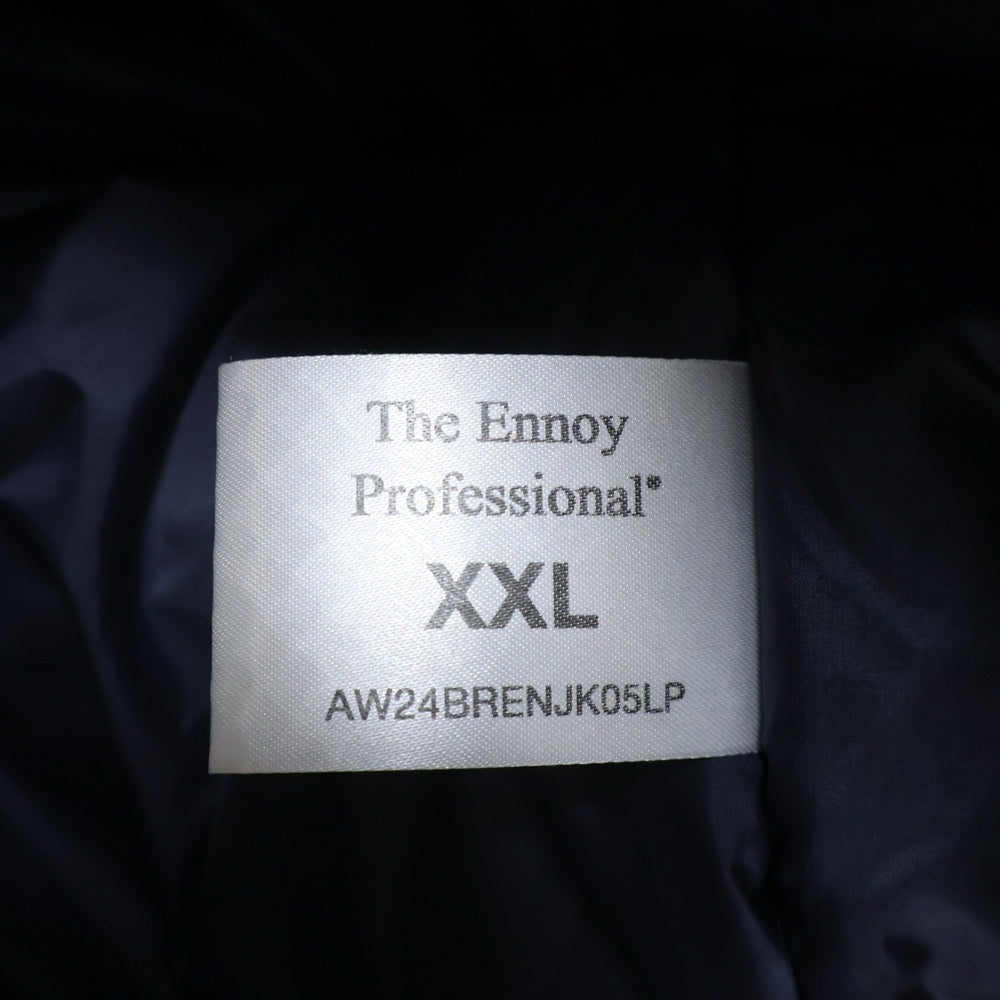 The Ennoy
Professional®
XXL
AW24BRENJK05LP